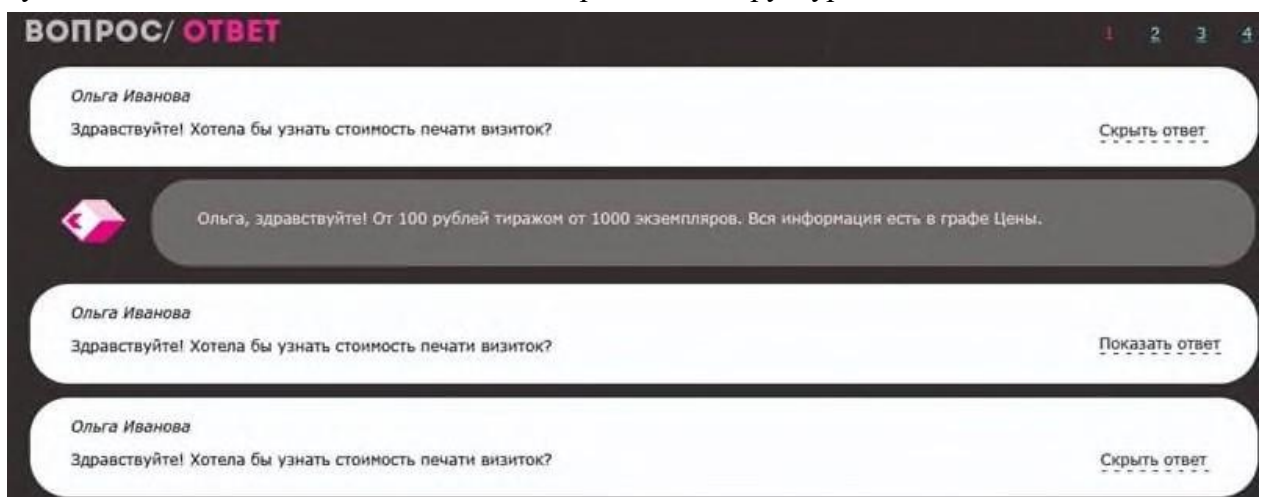 ВОПРОС/ ОТВЕТ
1 2 3 4
Ольга Иванова
Здравствуйте! Хотела бы узнать стоимость печати визиток?
Скрыть ответ
Ольга, здравствуйте! От 100 рублей тиражом от 1000 экземпляров. Вся информация есть в графе Цены.
Ольга Иванова
Здравствуйте! Хотела бы узнать стоимость печати визиток?
Показать ответ
Ольга Иванова
Здравствуйте! Хотела бы узнать стоимость печати визиток?
Скрыть ответ